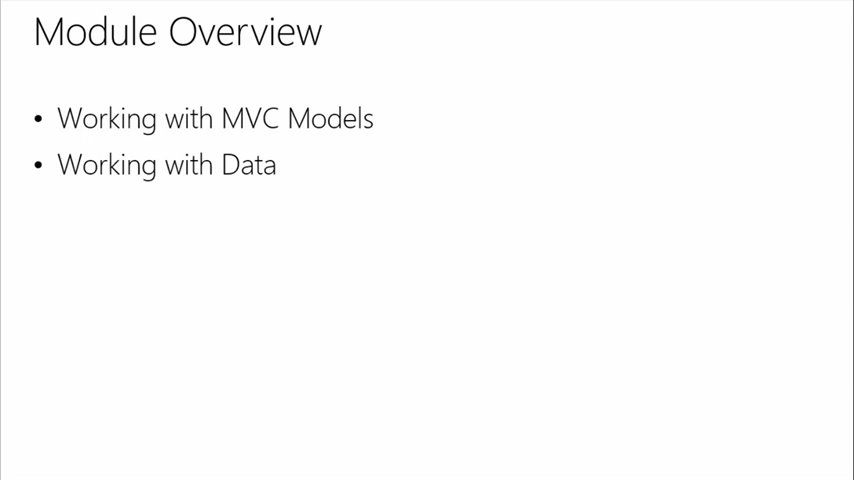 Module Overview
• Working with MVC Models
• Working with Data